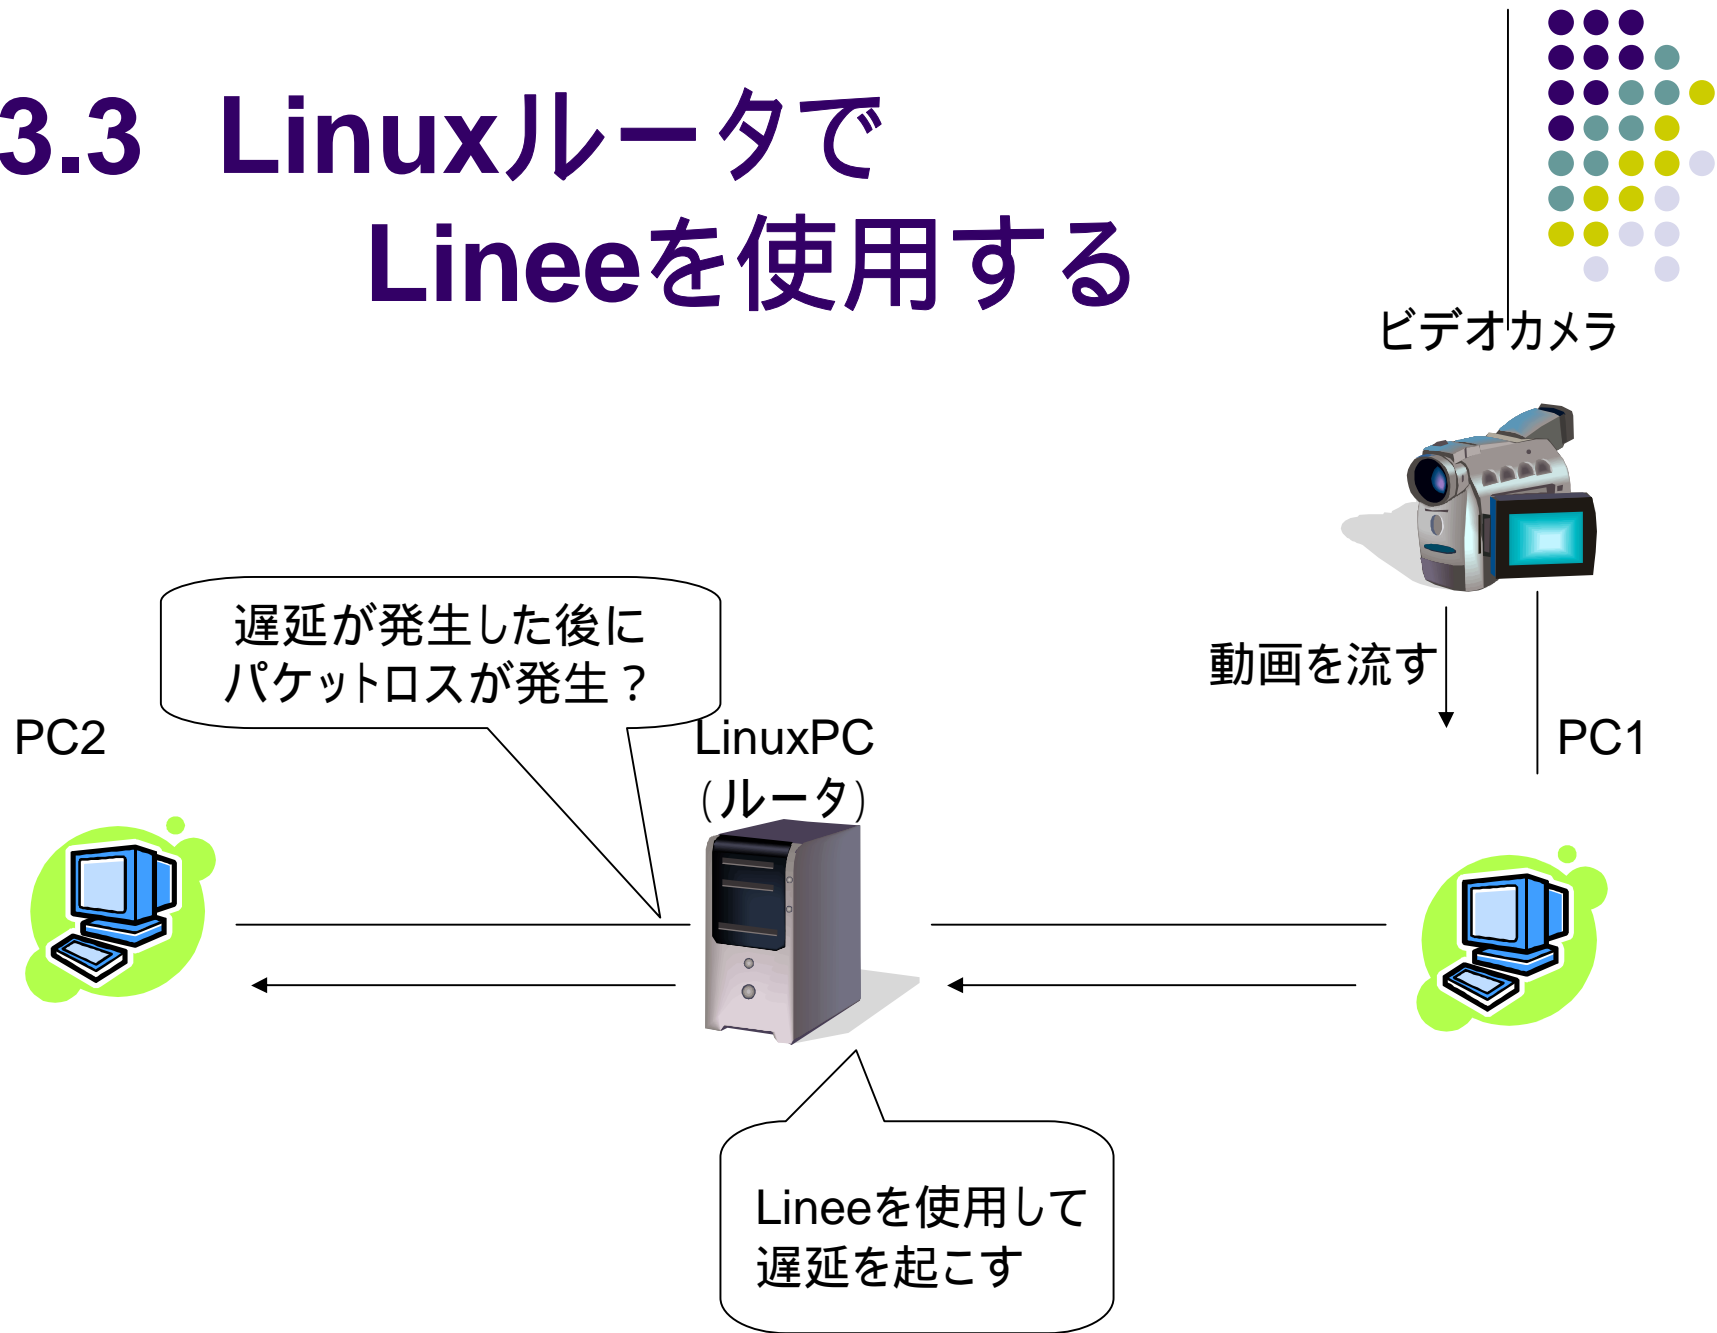 3.3 Linuxルータで
Lineeを使用する
ビデオカメラ
遅延が発生した後に
パケットロスが発生？
動画を流す
PC2
LinuxPC
(ルータ)
PC1
Lineeを使用して
遅延を起こす